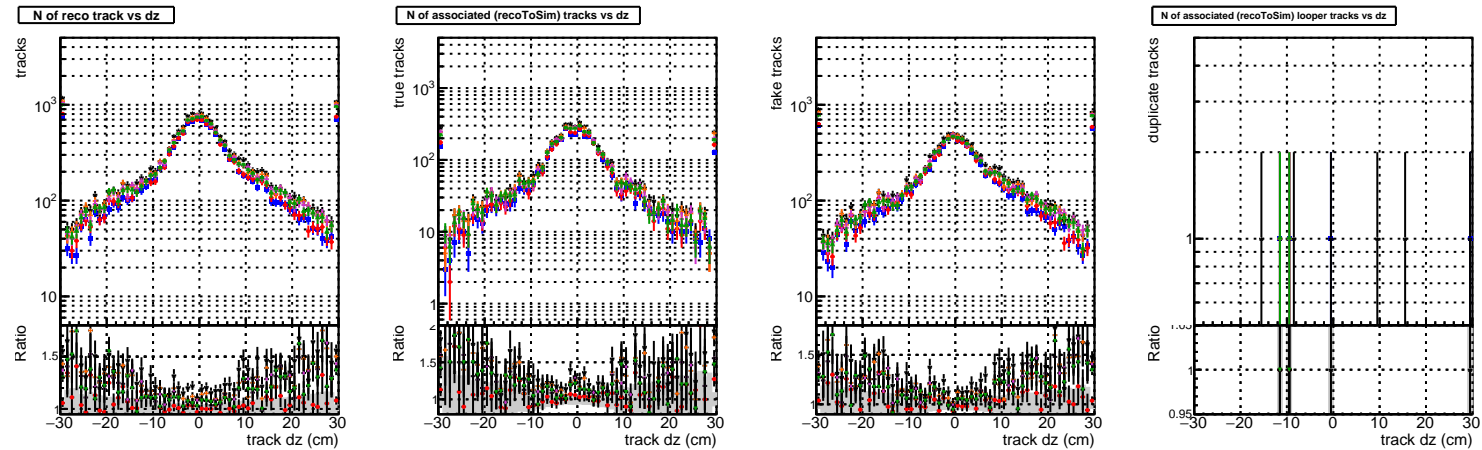 N of reco track vs dz
tracks
10³
10²
10
Ratio
1.5
1
−30 −20 −10 0 10 20 30
track dz (cm)
N of associated (recoToSim) tracks vs dz
true tracks
10³
10²
10
1
Ratio
2
1.5
1
−30 −20 −10 0 10 20 30
track dz (cm)
fake tracks
10³
10²
10
Ratio
1.5
1
−30 −20 −10 0 10 20 30
track dz (cm)
N of associated (recoToSim) looper tracks vs dz
duplicate tracks
1
Ratio
1.05
1
0.95
−30 −20 −10 0 10 20 30
track dz (cm)